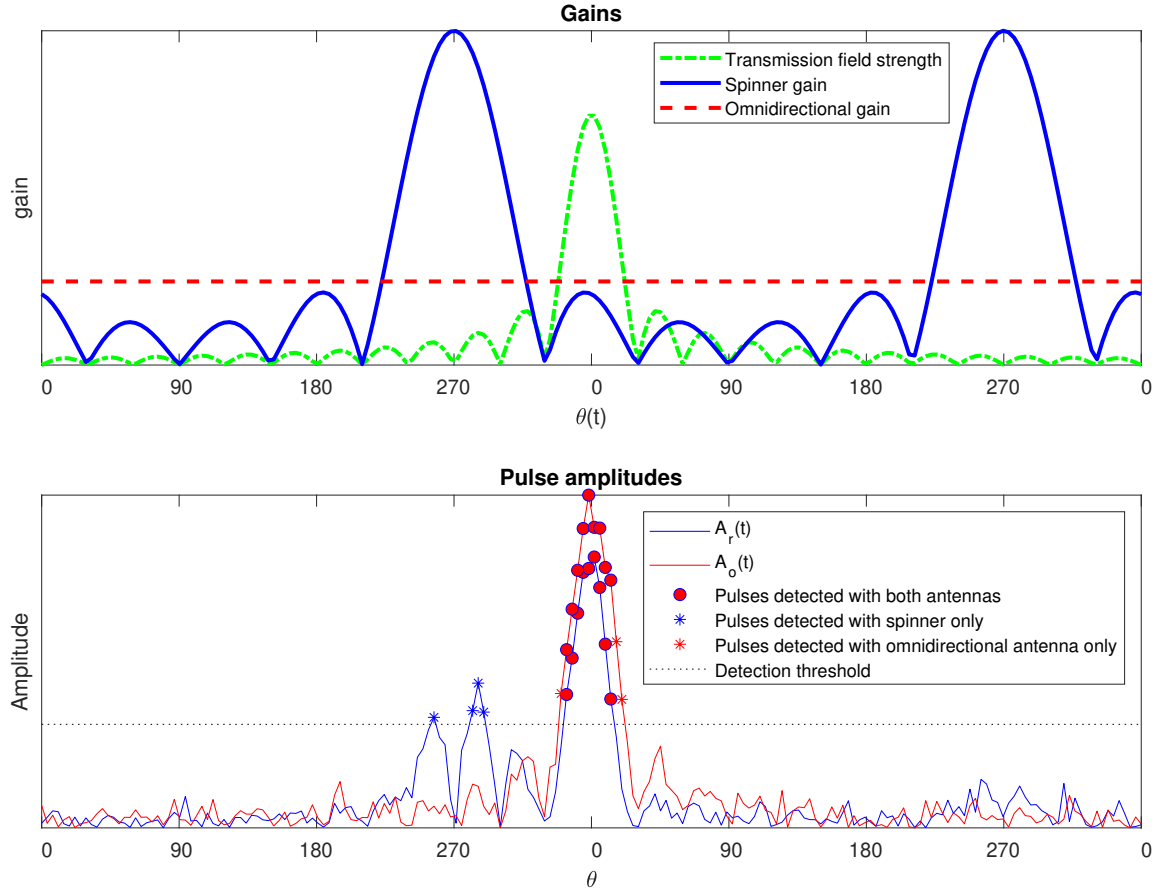 Gains
gain
Transmission field strength
Spinner gain
Omnidirectional gain
0 90 180 270 0 90 180 270 0
θ(t)
Pulse amplitudes
Amplitude
A_r(t)
A_o(t)
Pulses detected with both antennas
Pulses detected with spinner only
Pulses detected with omnidirectional antenna only
Detection threshold
0 90 180 270 0 90 180 270 0
θ